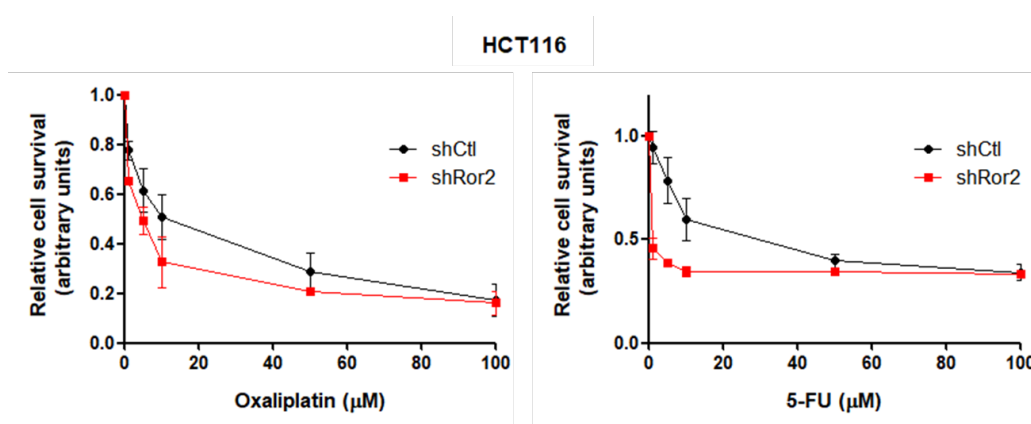 HCT116
Relative cell survival
(arbitrary units)
1.0
0.8
0.6
0.4
0.2
0.0
0
20
40
60
80
100
Oxaliplatin (μM)
shCtl
shRor2
Relative cell survival
(arbitrary units)
1.0
0.5
0.0
0
20
40
60
80
100
5-FU (μM)
shCtl
shRor2